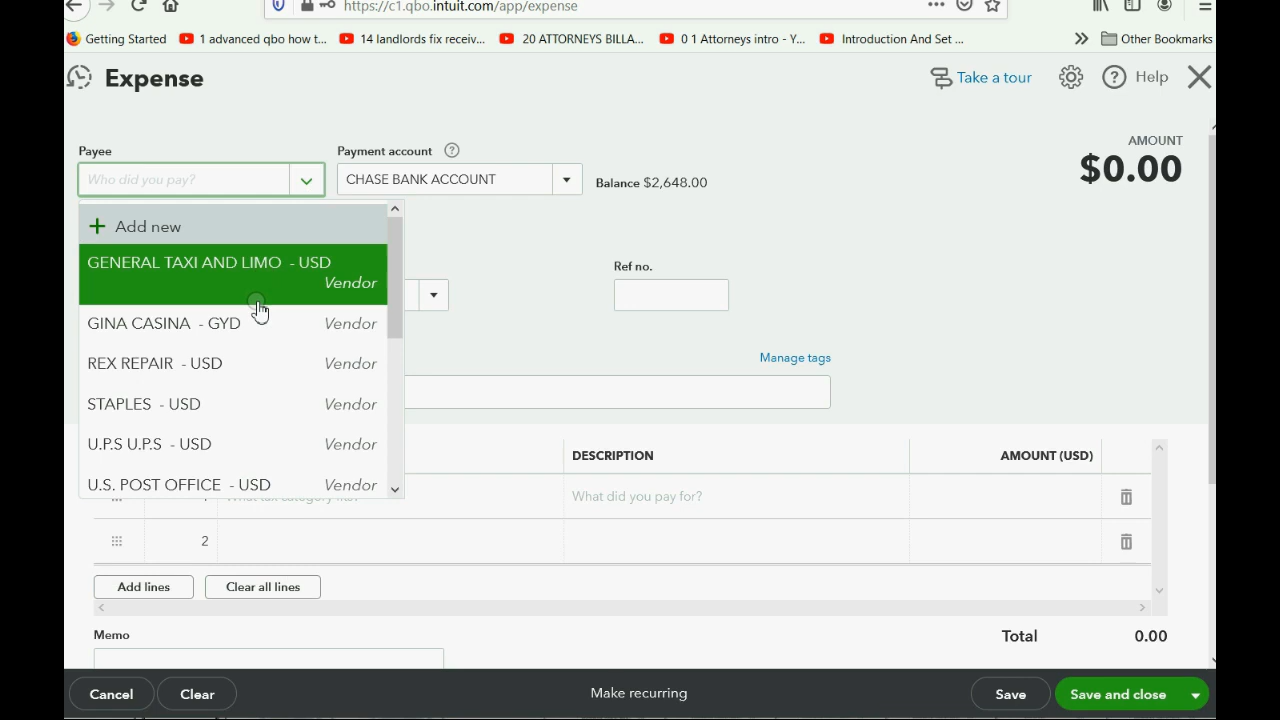 https://c1.qbo.intuit.com/app/expense
Getting Started
1 advanced qbo how t...
14 landlords fix receiv...
20 ATTORNEYS BILLA...
0 1 Attorneys intro - Y...
Introduction And Set ...
Other Bookmarks
Expense
Take a tour
Help
Payee
Payment account
AMOUNT
Who did you pay?
CHASE BANK ACCOUNT
Balance $2,648.00
$0.00
+ Add new
GENERAL TAXI AND LIMO - USD
Vendor
Ref no.
GINA CASINA - GYD Vendor
REX REPAIR - USD Vendor
Manage tags
STAPLES - USD Vendor
U.P.S U.P.S - USD Vendor
U.S. POST OFFICE - USD Vendor
DESCRIPTION
AMOUNT (USD)
What did you pay for?
2
Add lines
Clear all lines
Memo
Total 0.00
Cancel
Clear
Make recurring
Save
Save and close